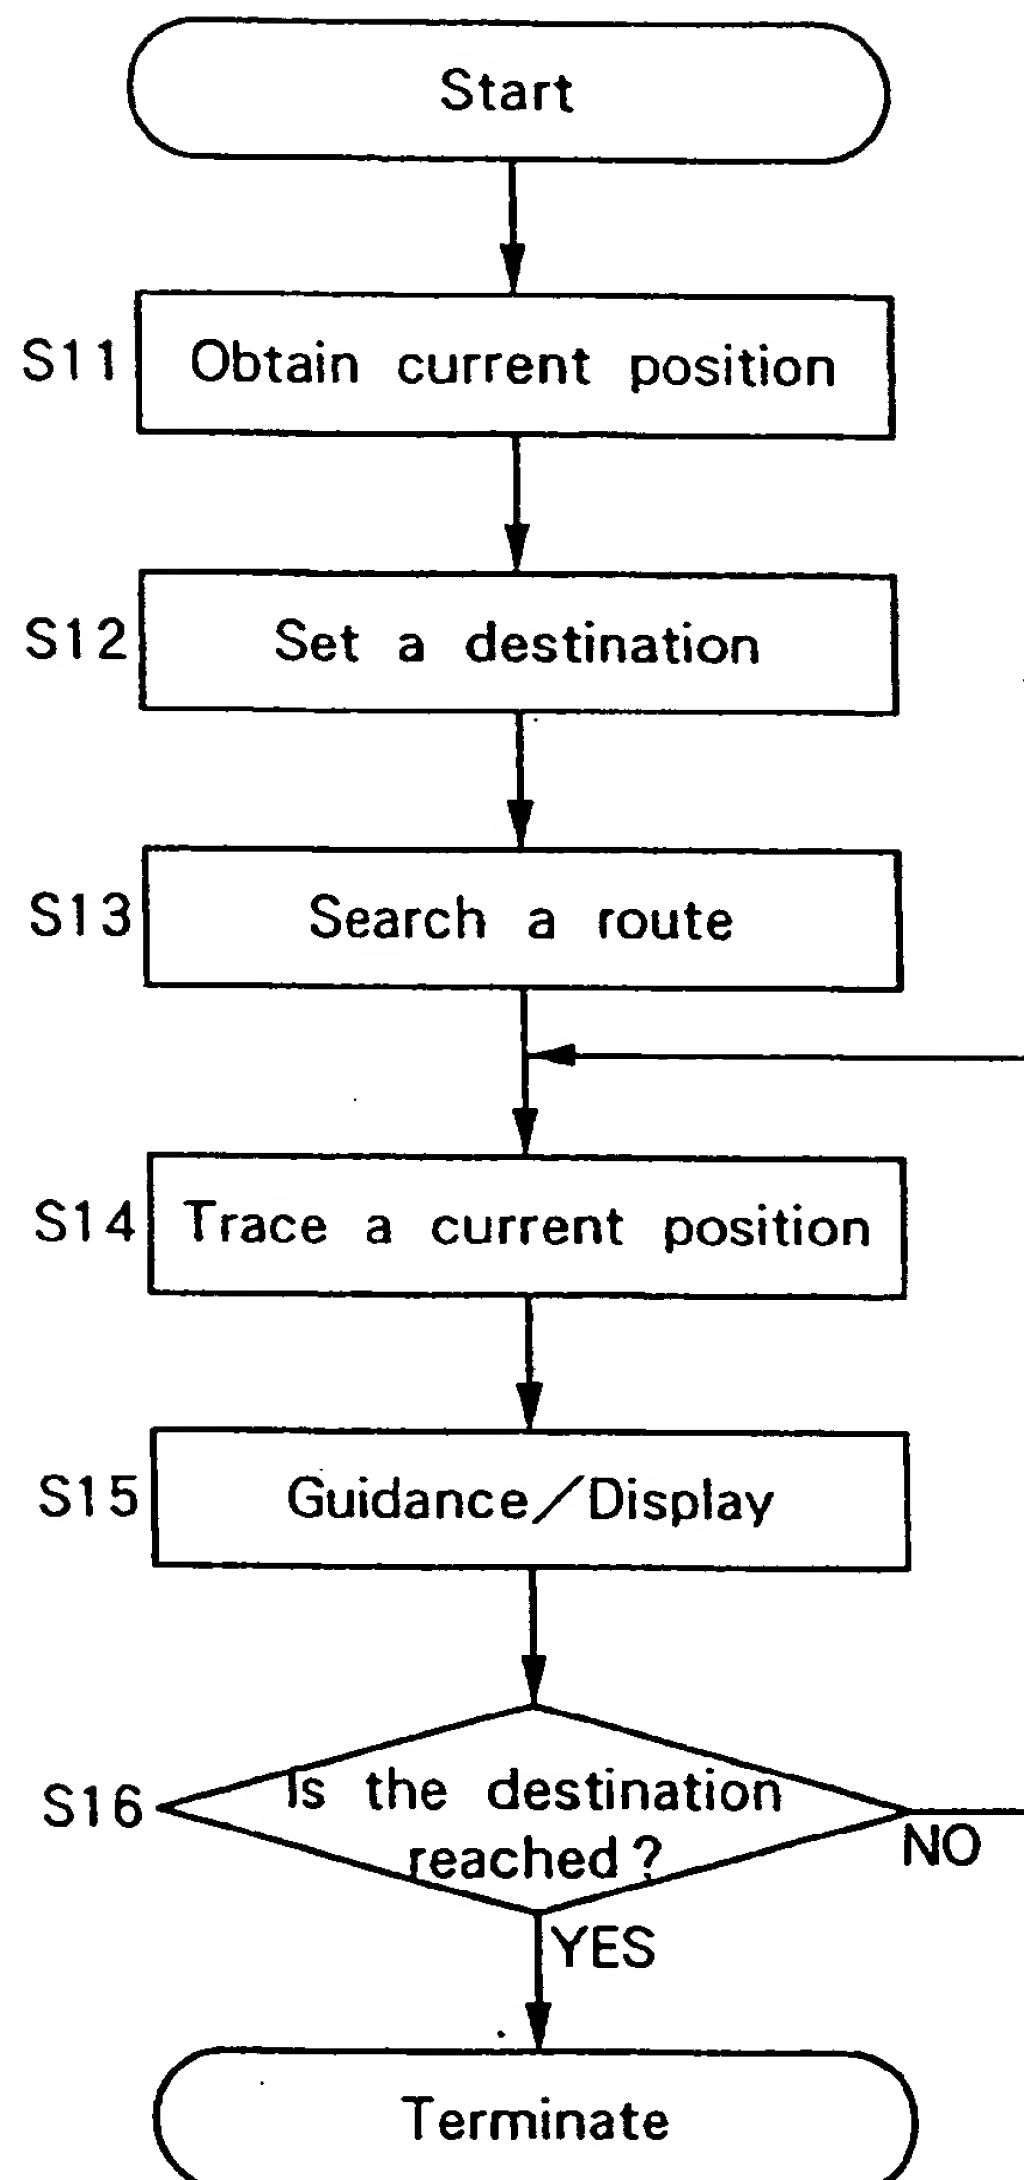 Start
S11 Obtain current position
S12 Set a destination
S13 Search a route
S14 Trace a current position
S15 Guidance/Display
S16 Is the destination
reached?
NO
YES
Terminate